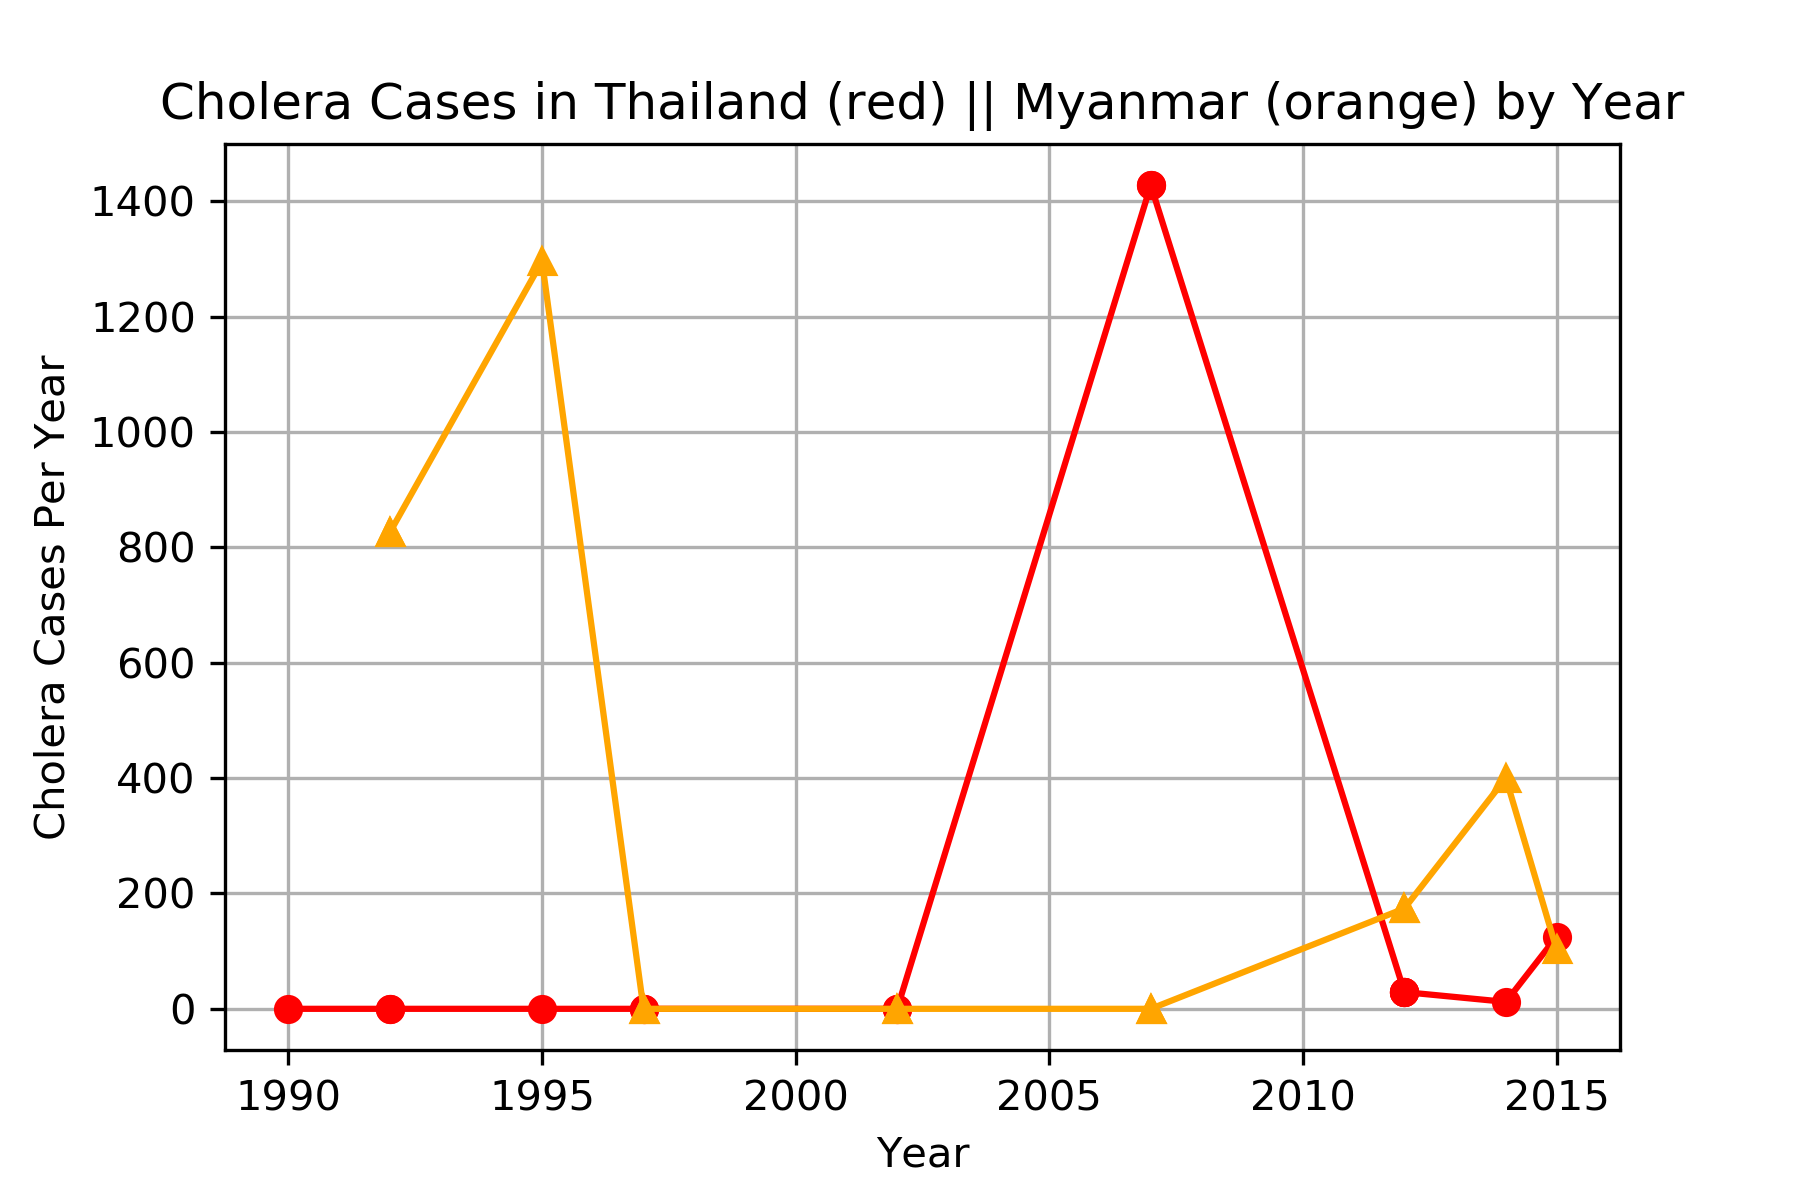 Cholera Cases in Thailand (red) || Myanmar (orange) by Year
Cholera Cases Per Year
1400
1200
1000
800
600
400
200
0
1990 1995 2000 2005 2010 2015
Year